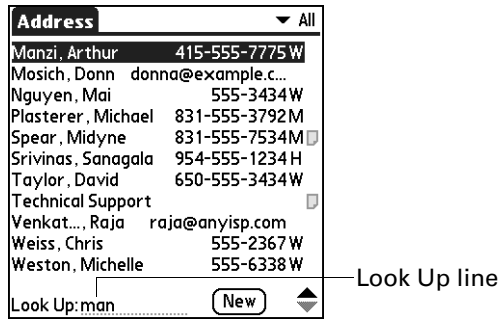 Address All
Manzi, Arthur 415-555-7775 W
Mosich, Donn donna@example.c...
Nguyen, Mai 555-3434 W
Plasterer, Michael 831-555-3792 M
Spear, Midyne 831-555-7534 M
Srivinas, Sanagala 954-555-1234 H
Taylor, David 650-555-3434 W
Technical Support
Venkat..., Raja raja@anyisp.com
Weiss, Chris 555-2367 W
Weston, Michelle 555-6338 W
Look Up line
Look Up: man New